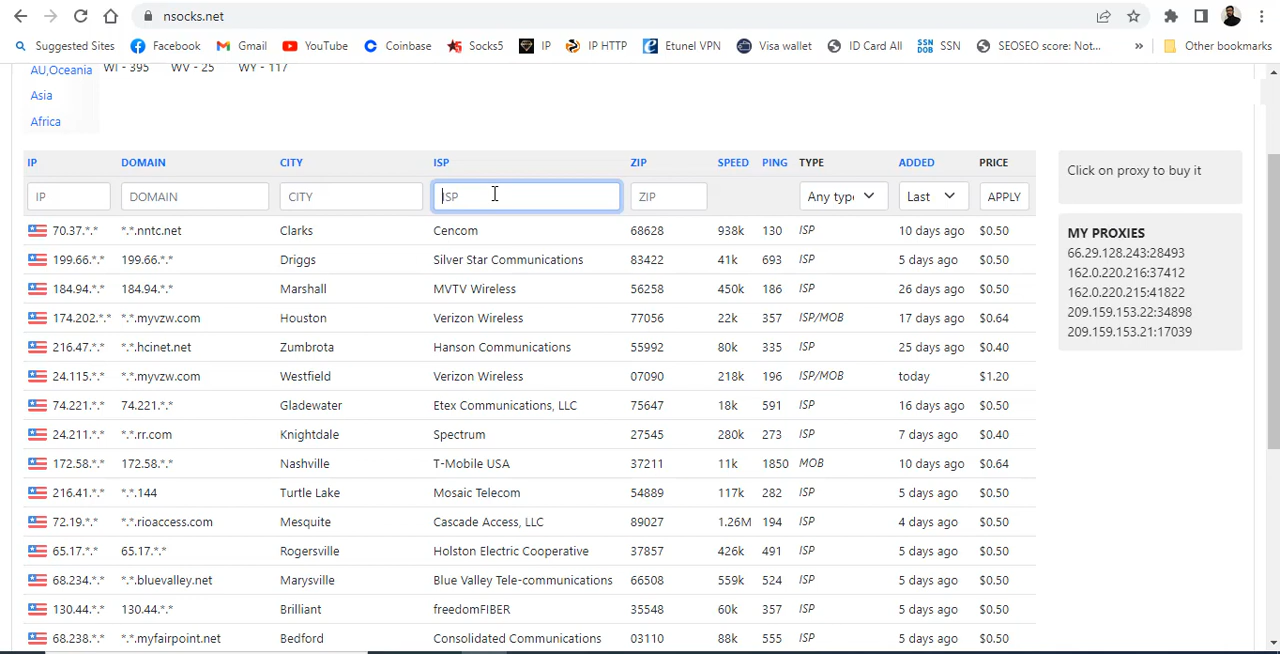 nsocks.net
Suggested Sites Facebook Gmail YouTube Coinbase Socks5 IP IP HTTP Etunel VPN Visa wallet ID Card All SSN DOB SSN SEOSEO score: Not... » Other bookmarks
AU,Oceania WI - 395 WV - 25 WY - 117
Asia
Africa
IP DOMAIN CITY ISP ZIP SPEED PING TYPE ADDED PRICE
IP DOMAIN CITY ISP ZIP Any type Last APPLY
70.37.*.* *.*.nntc.net Clarks Cencom 68628 938k 130 ISP 10 days ago $0.50
199.66.*.* 199.66.*.* Driggs Silver Star Communications 83422 41k 693 ISP 5 days ago $0.50
184.94.*.* 184.94.*.* Marshall MVTV Wireless 56258 450k 186 ISP 26 days ago $0.50
174.202.*.* *.*.myvzw.com Houston Verizon Wireless 77056 22k 357 ISP/MOB 17 days ago $0.64
216.47.*.* *.*.hcinet.net Zumbrota Hanson Communications 55992 80k 335 ISP 25 days ago $0.40
24.115.*.* *.*.myvzw.com Westfield Verizon Wireless 07090 218k 196 ISP/MOB today $1.20
74.221.*.* 74.221.*.* Gladewater Etex Communications, LLC 75647 18k 591 ISP 16 days ago $0.50
24.211.*.* *.*.rr.com Knightdale Spectrum 27545 280k 273 ISP 7 days ago $0.40
172.58.*.* 172.58.*.* Nashville T-Mobile USA 37211 11k 1850 MOB 10 days ago $0.64
216.41.*.* *.*.144 Turtle Lake Mosaic Telecom 54889 117k 282 ISP 5 days ago $0.50
72.19.*.* *.*.rioaccess.com Mesquite Cascade Access, LLC 89027 1.26M 194 ISP 4 days ago $0.50
65.17.*.* 65.17.*.* Rogersville Holston Electric Cooperative 37857 426k 491 ISP 5 days ago $0.50
68.234.*.* *.*.bluevalley.net Marysville Blue Valley Tele-communications 66508 559k 524 ISP 5 days ago $0.50
130.44.*.* 130.44.*.* Brilliant freedomFIBER 35548 60k 357 ISP 5 days ago $0.50
68.238.*.* *.*.myfairpoint.net Bedford Consolidated Communications 03110 88k 555 ISP 5 days ago $0.50
Click on proxy to buy it
MY PROXIES
66.29.128.243:28493
162.0.220.216:37412
162.0.220.215:41822
209.159.153.22:34898
209.159.153.21:17039